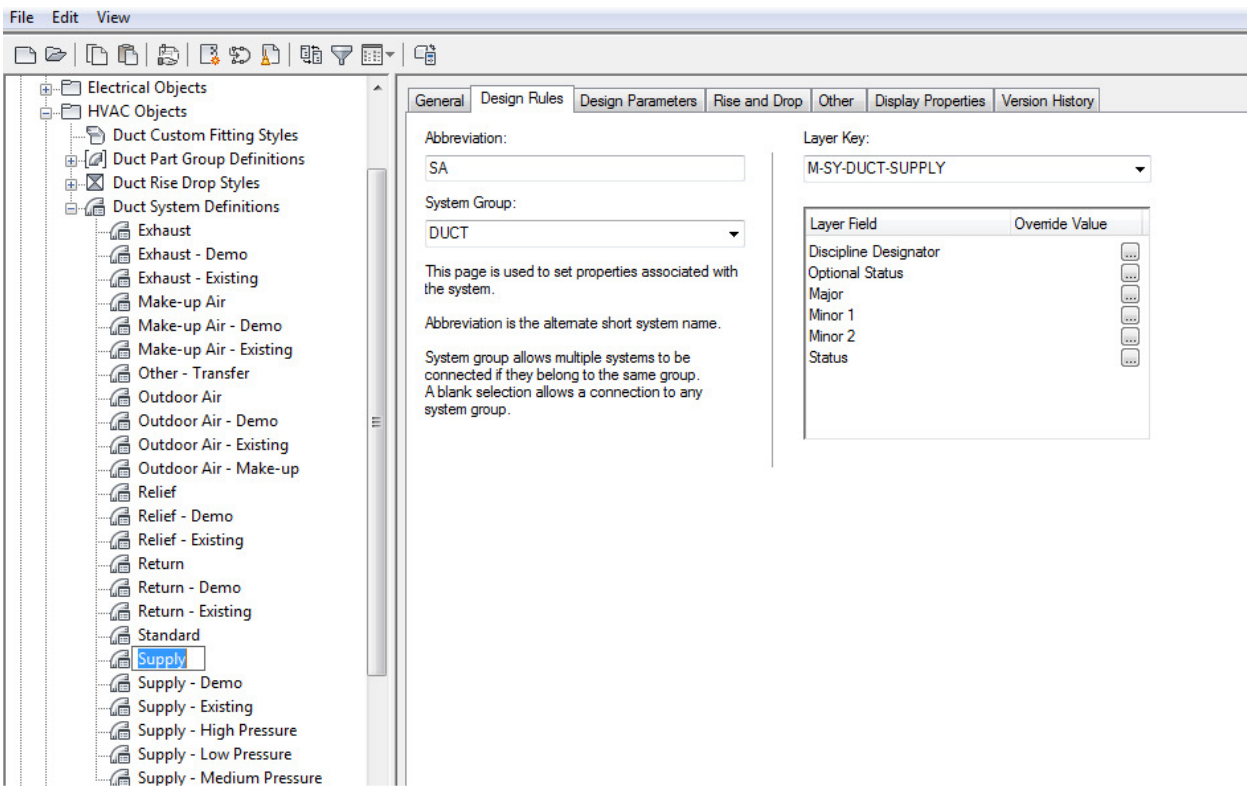 File Edit View
Electrical Objects
HVAC Objects
Duct Custom Fitting Styles
Duct Part Group Definitions
Duct Rise Drop Styles
Duct System Definitions
Exhaust
Exhaust - Demo
Exhaust - Existing
Make-up Air
Make-up Air - Demo
Make-up Air - Existing
Other - Transfer
Outdoor Air
Outdoor Air - Demo
Outdoor Air - Existing
Outdoor Air - Make-up
Relief
Relief - Demo
Relief - Existing
Return
Return - Demo
Return - Existing
Standard
Supply
Supply - Demo
Supply - Existing
Supply - High Pressure
Supply - Low Pressure
Supply - Medium Pressure
General Design Rules Design Parameters Rise and Drop Other Display Properties Version History
Abbreviation:
SA
System Group:
DUCT
This page is used to set properties associated with
the system.
Abbreviation is the alternate short system name.
System group allows multiple systems to be
connected if they belong to the same group.
A blank selection allows a connection to any
system group.
Layer Key:
M-SY-DUCT-SUPPLY
Layer Field Override Value
Discipline Designator ...
Optional Status ...
Major ...
Minor 1 ...
Minor 2 ...
Status ...